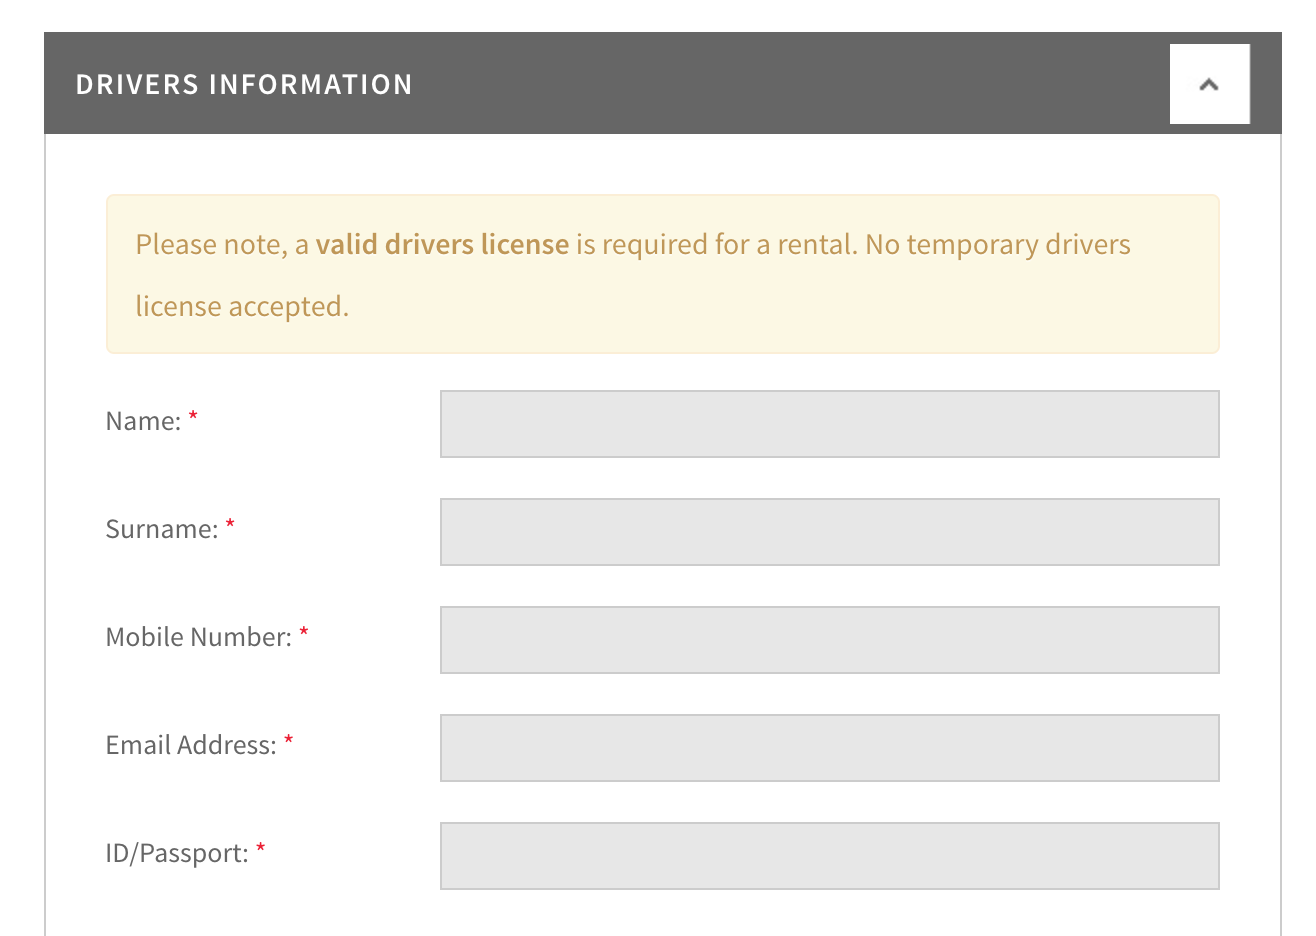 DRIVERS INFORMATION
Please note, a valid drivers license is required for a rental. No temporary drivers
license accepted.
Name: *
Surname: *
Mobile Number: *
Email Address: *
ID/Passport: *